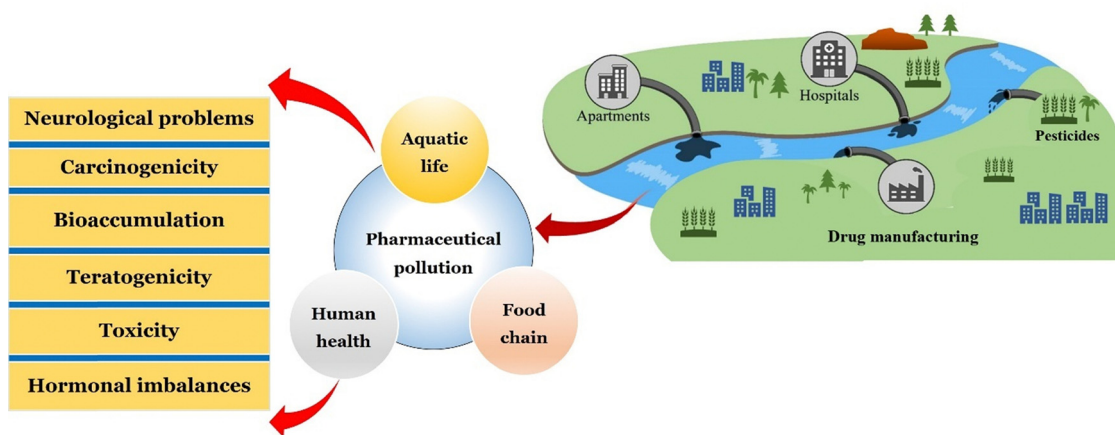 Neurological problems
Carcinogenicity
Bioaccumulation
Teratogenicity
Toxicity
Hormonal imbalances
Aquatic
life
Pharmaceutical
pollution
Human
health
Food
chain
Apartments
Hospitals
Pesticides
Drug manufacturing